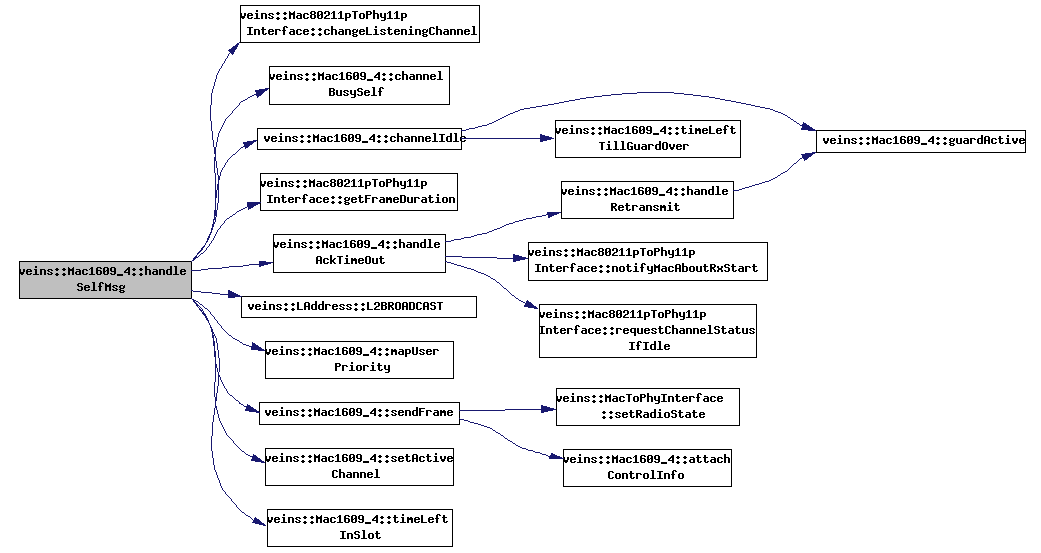 veins::Mac80211pToPhy11p
Interface::changeListeningChannel
veins::Mac1609_4::channel
BusySelf
veins::Mac1609_4::channelIdle
veins::Mac1609_4::timeLeft
TillGuardOver
veins::Mac1609_4::guardActive
veins::Mac80211pToPhy11p
Interface::getFrameDuration
veins::Mac1609_4::handle
Retransmit
veins::Mac1609_4::handle
AckTimeOut
veins::Mac80211pToPhy11p
Interface::notifyMacAboutRxStart
veins::Mac1609_4::handle
SelfMsg
veins::LAddress::L2BROADCAST
veins::Mac80211pToPhy11p
Interface::requestChannelStatus
IfIdle
veins::Mac1609_4::mapUser
Priority
veins::Mac1609_4::sendFrame
veins::MacToPhyInterface
::setRadioState
veins::Mac1609_4::setActive
Channel
veins::Mac1609_4::attach
ControlInfo
veins::Mac1609_4::timeLeft
InSlot